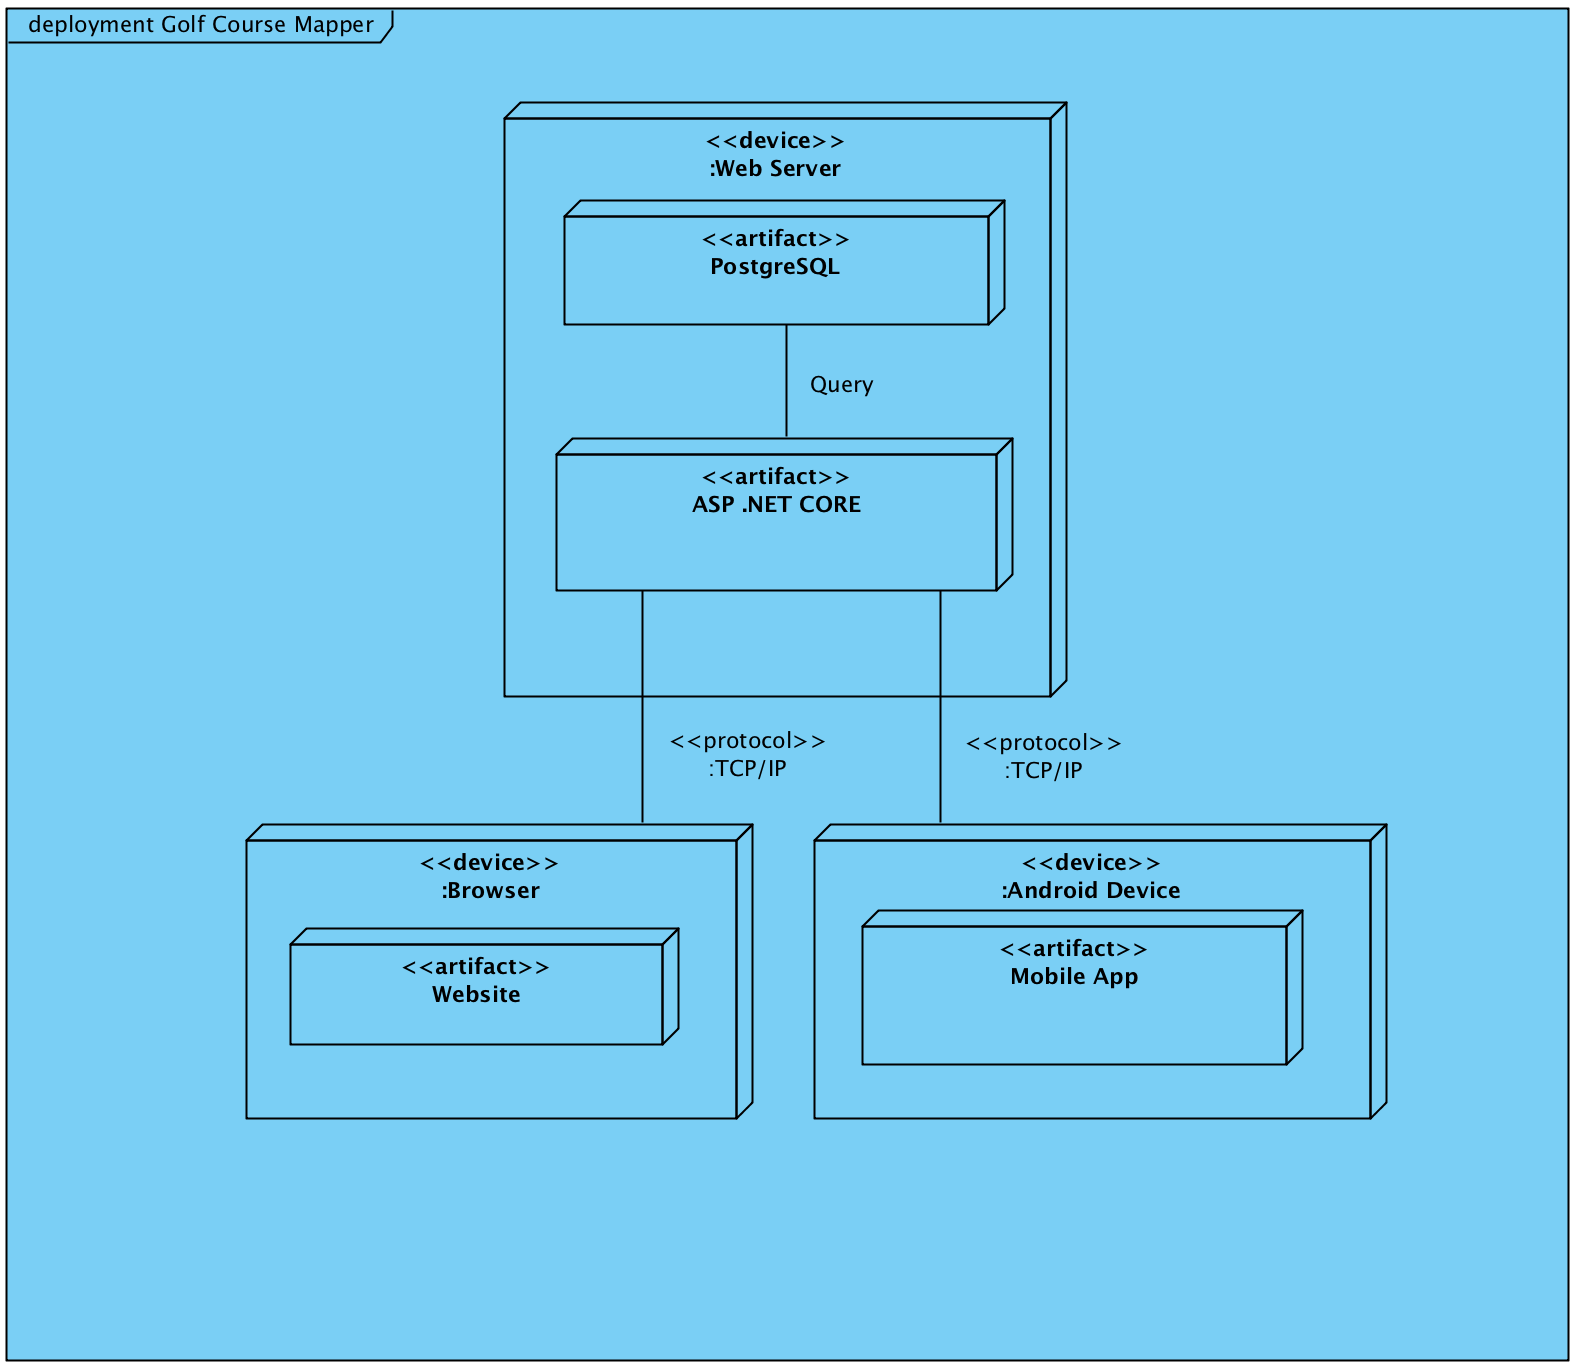 deployment Golf Course Mapper
<<device>>
:Web Server
<<artifact>>
PostgreSQL
Query
<<artifact>>
ASP .NET CORE
<<protocol>>
:TCP/IP
<<protocol>>
:TCP/IP
<<device>>
:Browser
<<artifact>>
Website
<<device>>
:Android Device
<<artifact>>
Mobile App